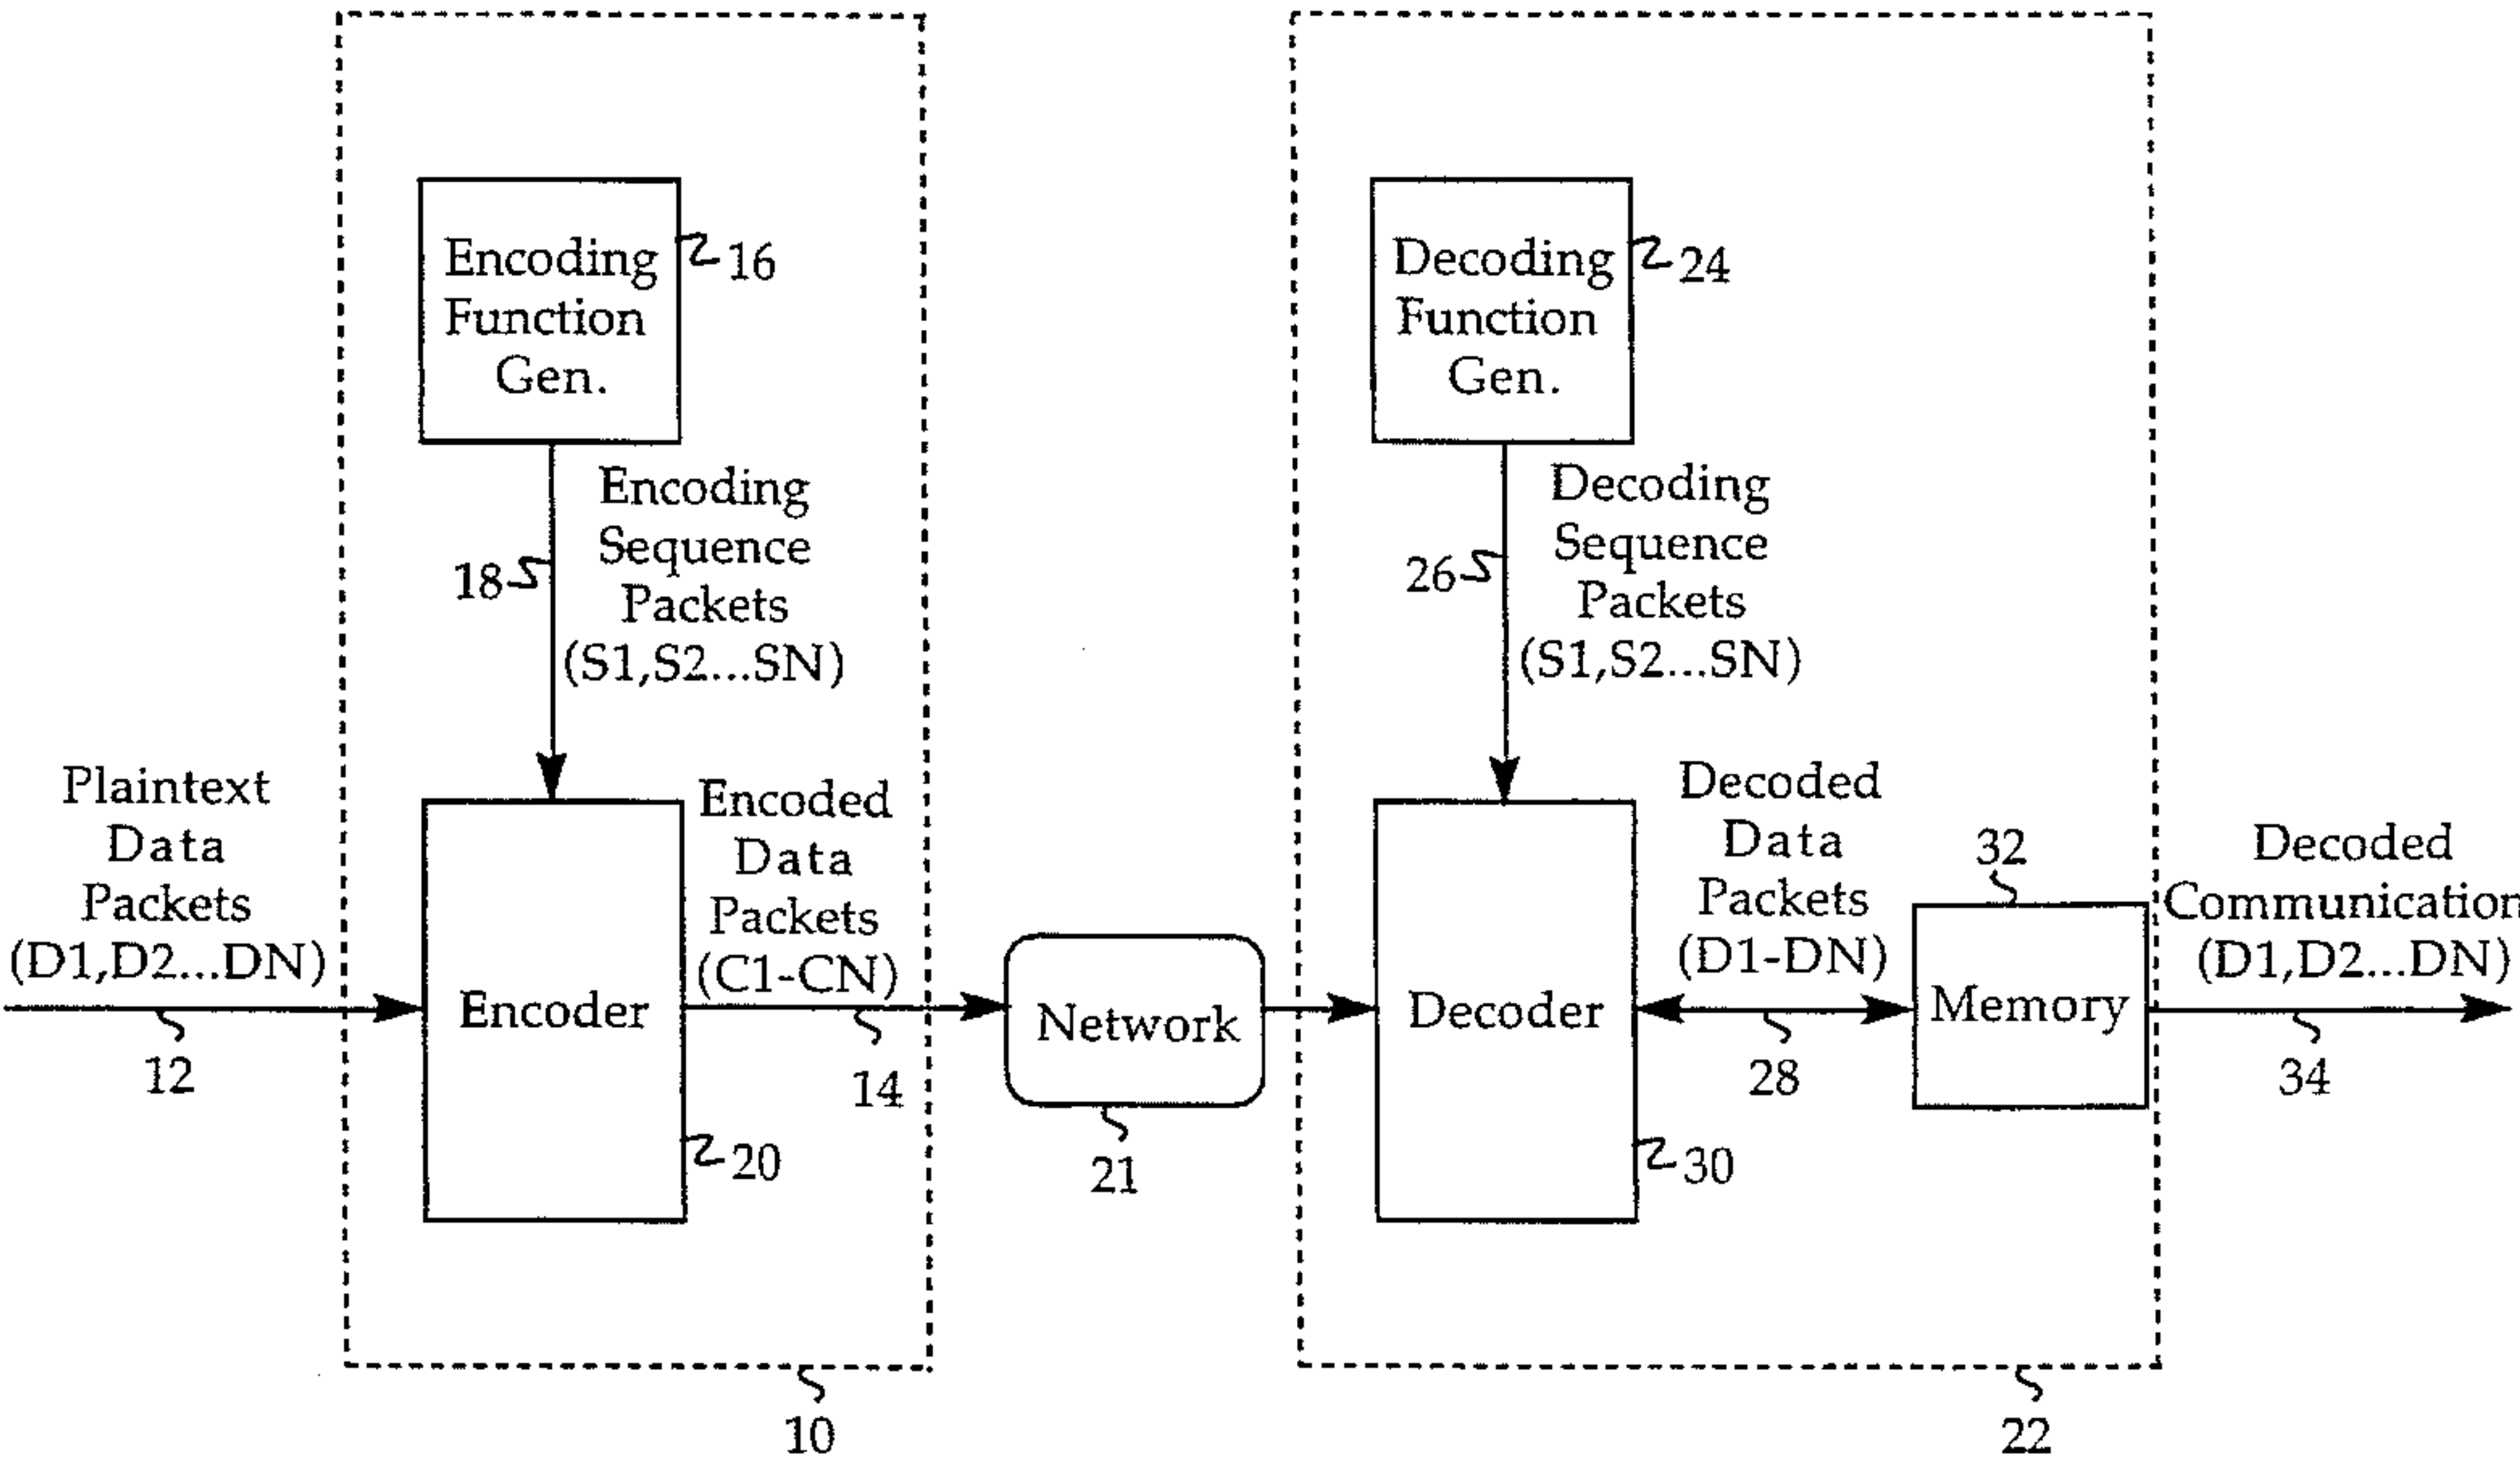 Encoding
Function
Gen.
16
Encoding
Sequence
Packets
(S1,S2...SN)
18
Plaintext
Data
Packets
(D1,D2...DN)
12
Encoder
20
Encoded
Data
Packets
(C1-CN)
14
10
Network
21
Decoding
Function
Gen.
24
Decoding
Sequence
Packets
(S1,S2...SN)
26
Decoder
30
Decoded
Data
Packets
(D1-DN)
28
32
Memory
Decoded
Communication
(D1,D2...DN)
34
22